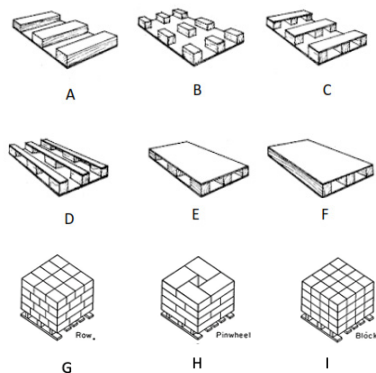 A B C
D E F
Row.
Pinwheel
Block
G H I